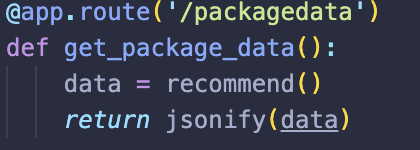 @app.route('/packagedata')
def get_package_data():
    data = recommend()
    return jsonify(data)